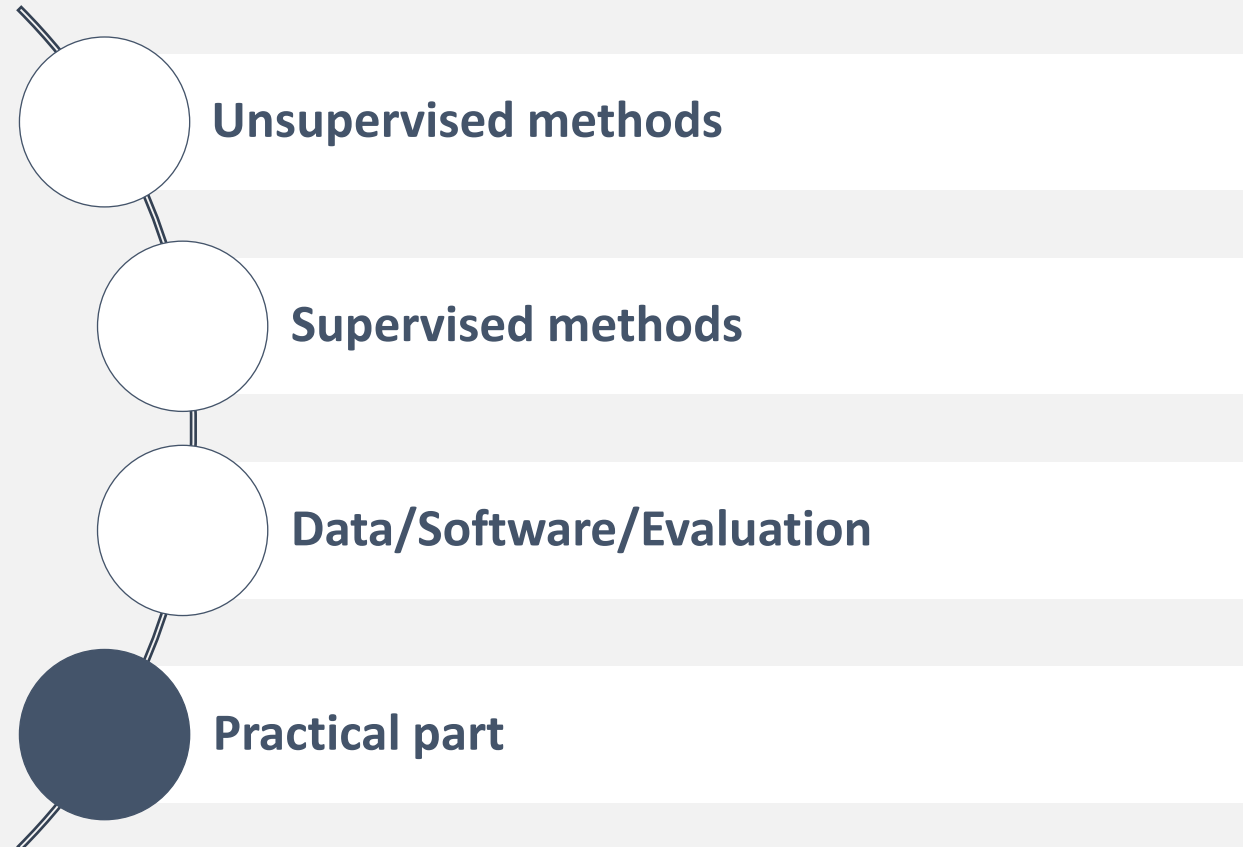 Unsupervised methods
Supervised methods
Data/Software/Evaluation
Practical part